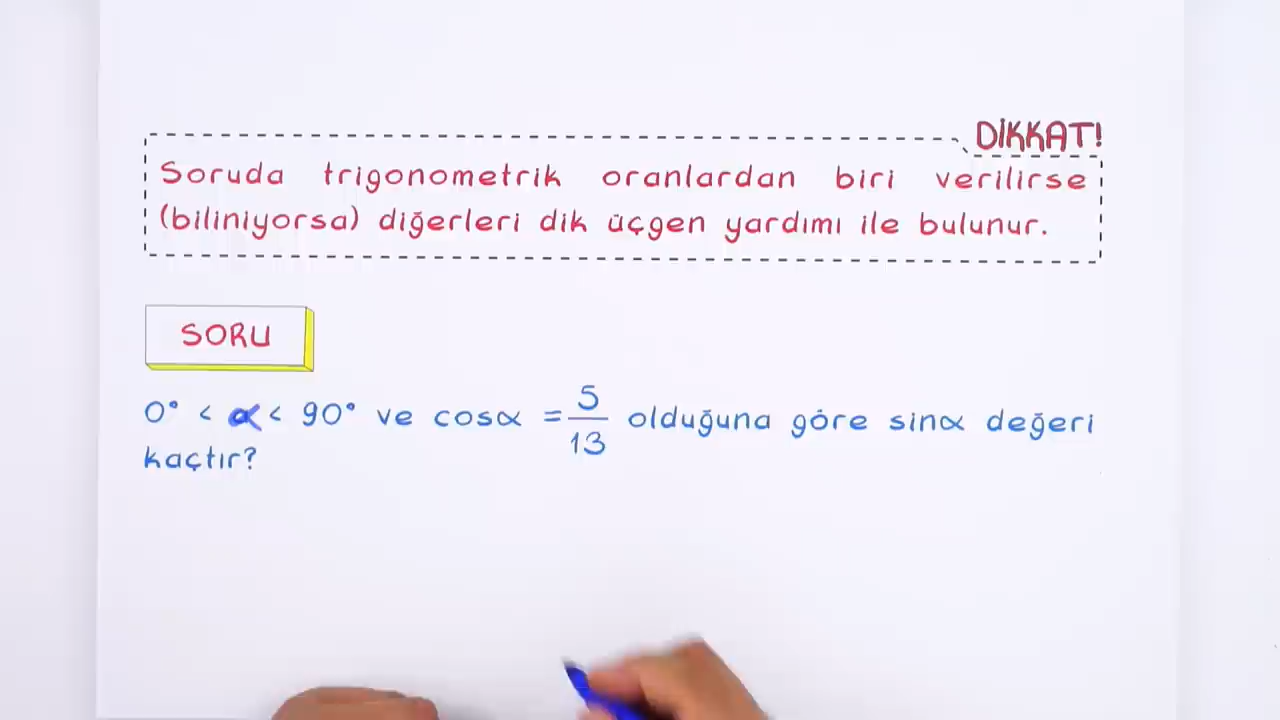 DİKKAT!
Soruda trigonometrik oranlardan biri verilirse
(biliniyorsa) diğerleri dik üçgen yardımı ile bulunur.
SORU
0° < α < 90° ve cosα = 5/13 olduğuna göre sinα değeri
kaçtır?